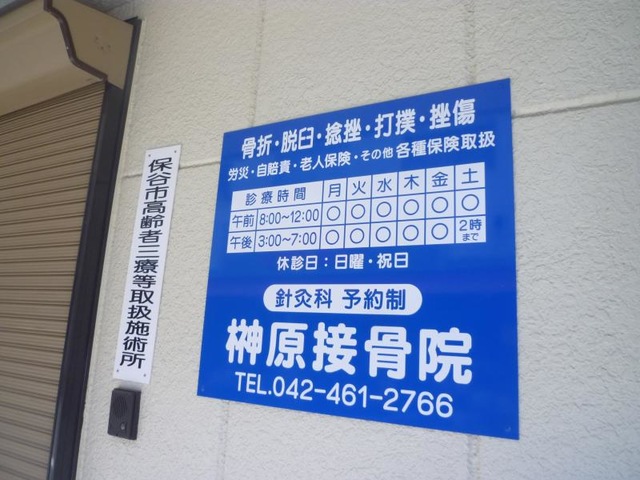 骨折・脱臼・捻挫・打撲・挫傷
労災・自賠責・老人保険・その他 各種保険取扱
診療時間 月 火 水 木 金 土
午前 8:00～12:00 ○ ○ ○ ○ ○ ○
午後 3:00～7:00 ○ ○ ○ ○ ○ 2時まで
休診日:日曜・祝日
針灸科 予約制
榊原接骨院
TEL.042-461-2766
保谷市高齢者三療等取扱施術所